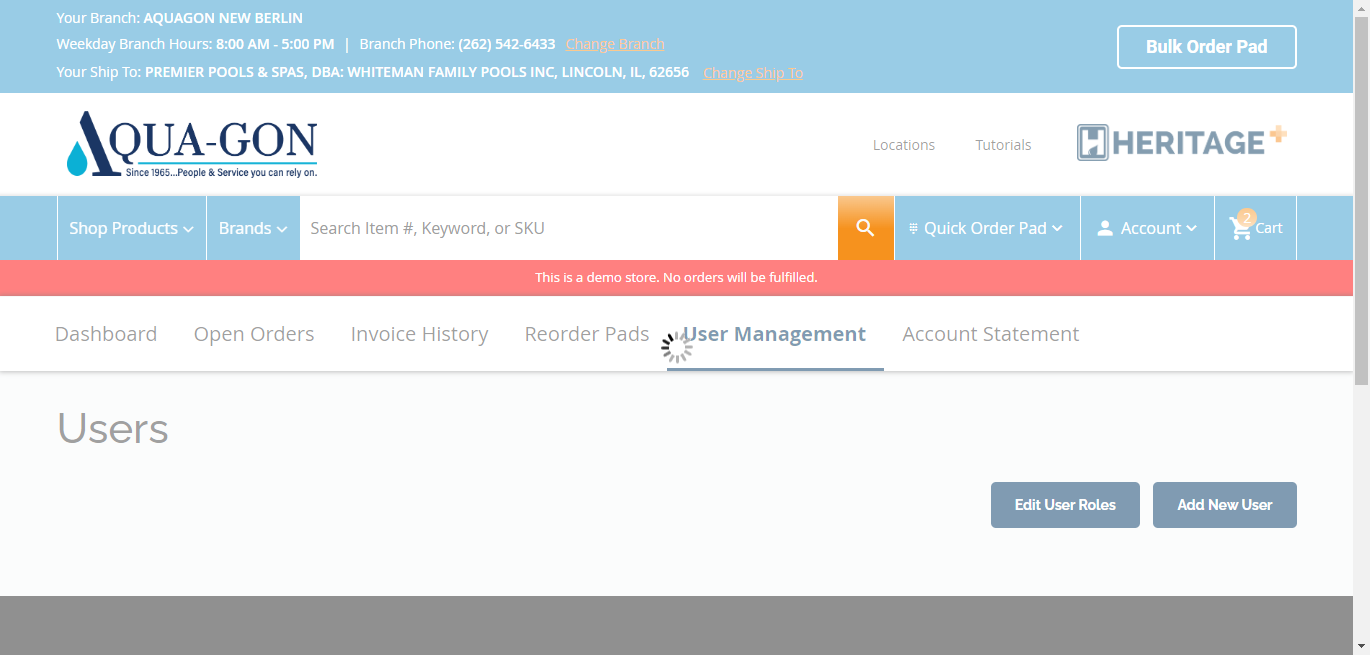 Your Branch: AQUAGON NEW BERLIN
Weekday Branch Hours: 8:00 AM - 5:00 PM | Branch Phone: (262) 542-6433 Change Branch
Your Ship To: PREMIER POOLS & SPAS, DBA: WHITEMAN FAMILY POOLS INC, LINCOLN, IL, 62656 Change Ship To
Bulk Order Pad
AQUA-GON
Since 1965...People & Service you can rely on.
Locations Tutorials
HERITAGE+
Shop Products Brands Search Item #, Keyword, or SKU Quick Order Pad Account 2 Cart
This is a demo store. No orders will be fulfilled.
Dashboard Open Orders Invoice History Reorder Pads User Management Account Statement
Users
Edit User Roles Add New User